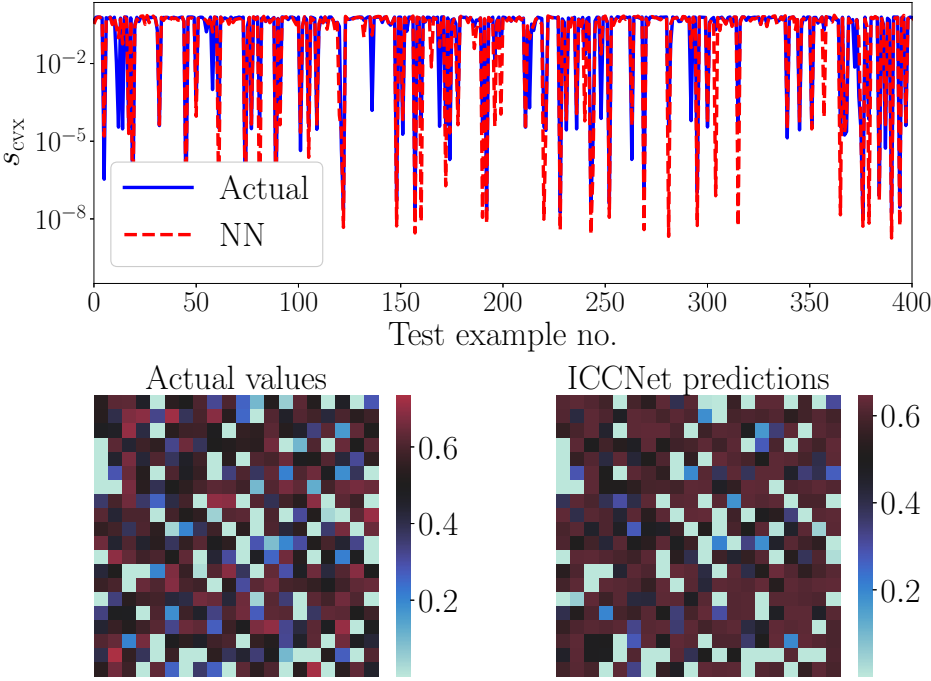 10⁻²
10⁻⁵
10⁻⁸
s_cvx
Actual
NN
0 50 100 150 200 250 300 350 400
Test example no.
Actual values
ICCNet predictions
0.6
0.4
0.2
0.6
0.4
0.2